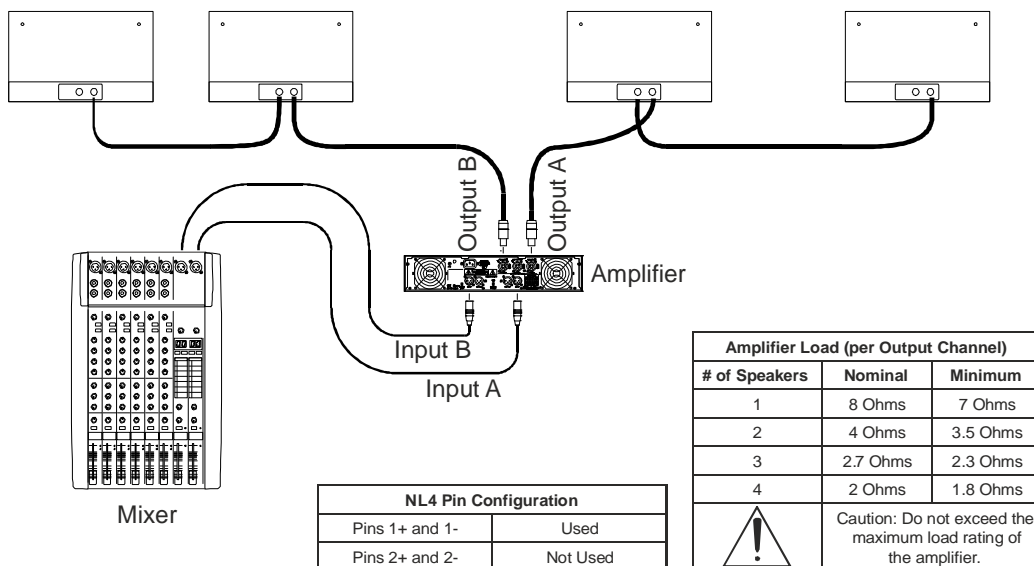 Output B
Output A
Amplifier
Input B
Input A
Mixer
Amplifier Load (per Output Channel)
# of Speakers Nominal Minimum
1 8 Ohms 7 Ohms
2 4 Ohms 3.5 Ohms
3 2.7 Ohms 2.3 Ohms
4 2 Ohms 1.8 Ohms
Caution: Do not exceed the
maximum load rating of
the amplifier.
NL4 Pin Configuration
Pins 1+ and 1- Used
Pins 2+ and 2- Not Used